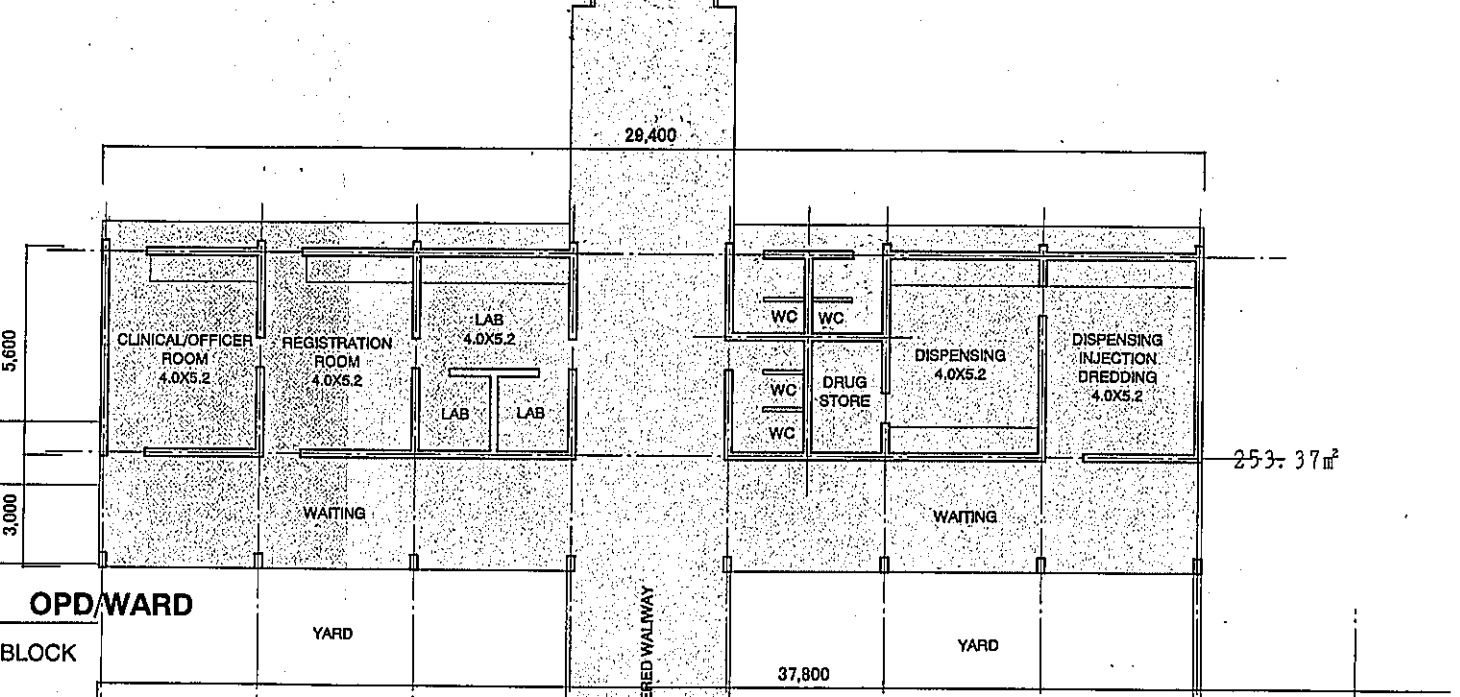 29,400
5,600
3,000
CLINICAL/OFFICER
ROOM
4.0X5.2
REGISTRATION
ROOM
4.0X5.2
LAB
4.0X5.2
LAB
LAB
WC
WC
WC
WC
DRUG
STORE
DISPENSING
4.0X5.2
DISPENSING
INJECTION
DREDDING
4.0X5.2
253.37㎡
WAITING
WAITING
OPD/WARD
BLOCK
YARD
ERED WALWAY
YARD
37,800